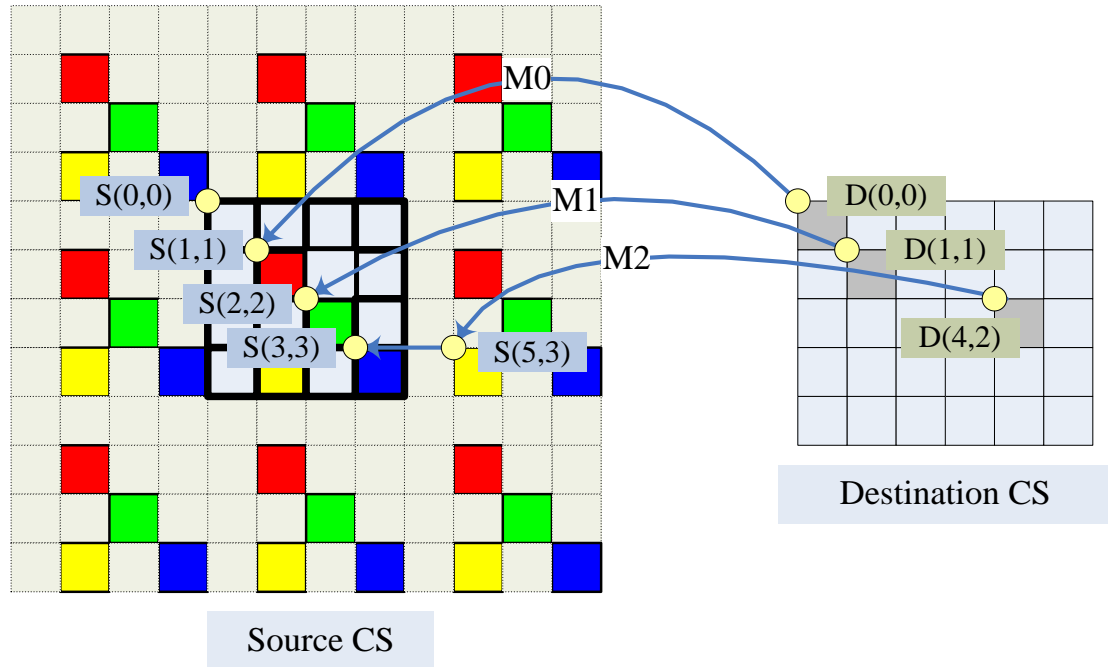 M0
S(0,0)
D(0,0)
M1
S(1,1)
D(1,1)
M2
S(2,2)
S(3,3)
S(5,3)
D(4,2)
Destination CS
Source CS